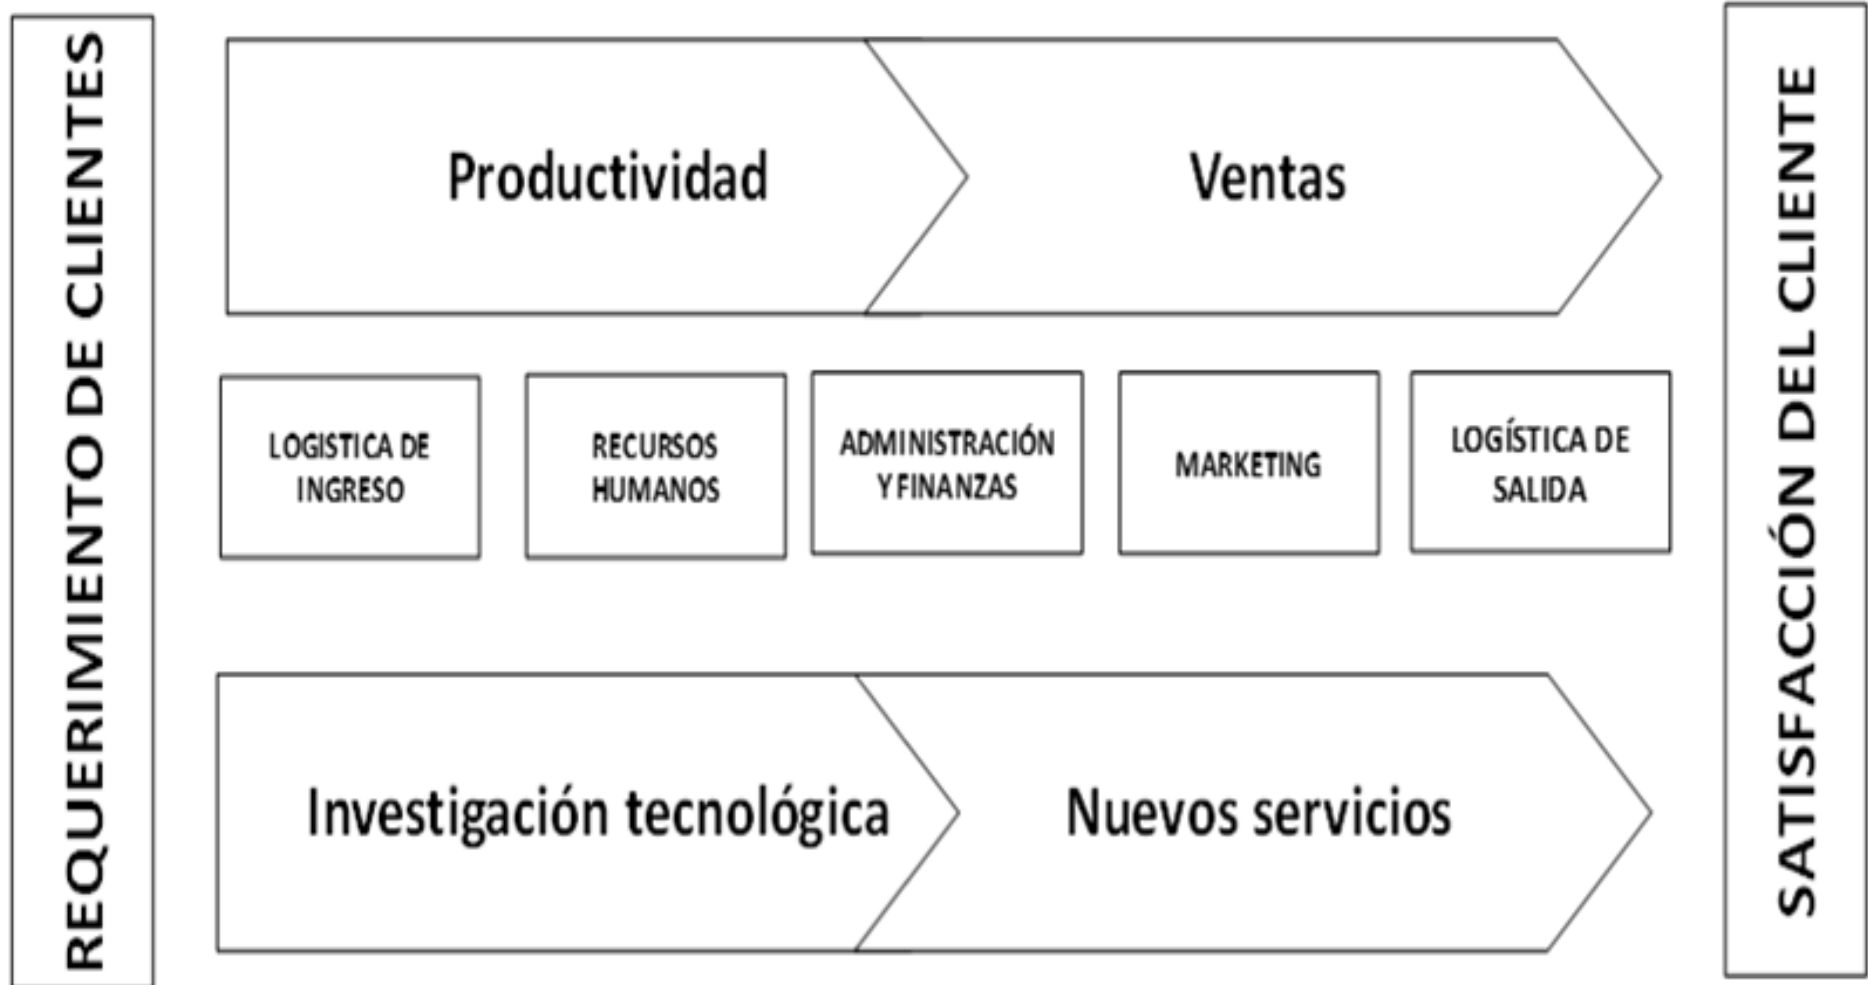 REQUERIMIENTO DE CLIENTES
Productividad
Ventas
LOGISTICA DE
INGRESO
RECURSOS
HUMANOS
ADMINISTRACIÓN
Y FINANZAS
MARKETING
LOGÍSTICA DE
SALIDA
Investigación tecnológica
Nuevos servicios
SATISFACCIÓN DEL CLIENTE